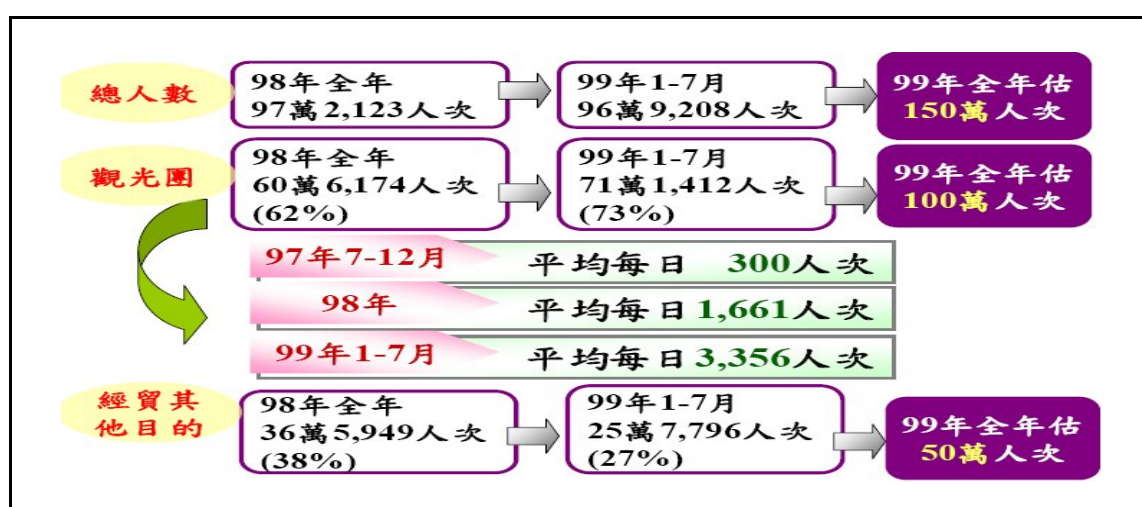 總人數
98年全年
97萬2,123人次
99年1-7月
96萬9,208人次
99年全年估
150萬人次
觀光團
98年全年
60萬6,174人次
(62%)
99年1-7月
71萬1,412人次
(73%)
99年全年估
100萬人次
97年7-12月 平均每日 300人次
98年 平均每日1,661人次
99年1-7月 平均每日3,356人次
經貿其
他目的
98年全年
36萬5,949人次
(38%)
99年1-7月
25萬7,796人次
(27%)
99年全年估
50萬人次